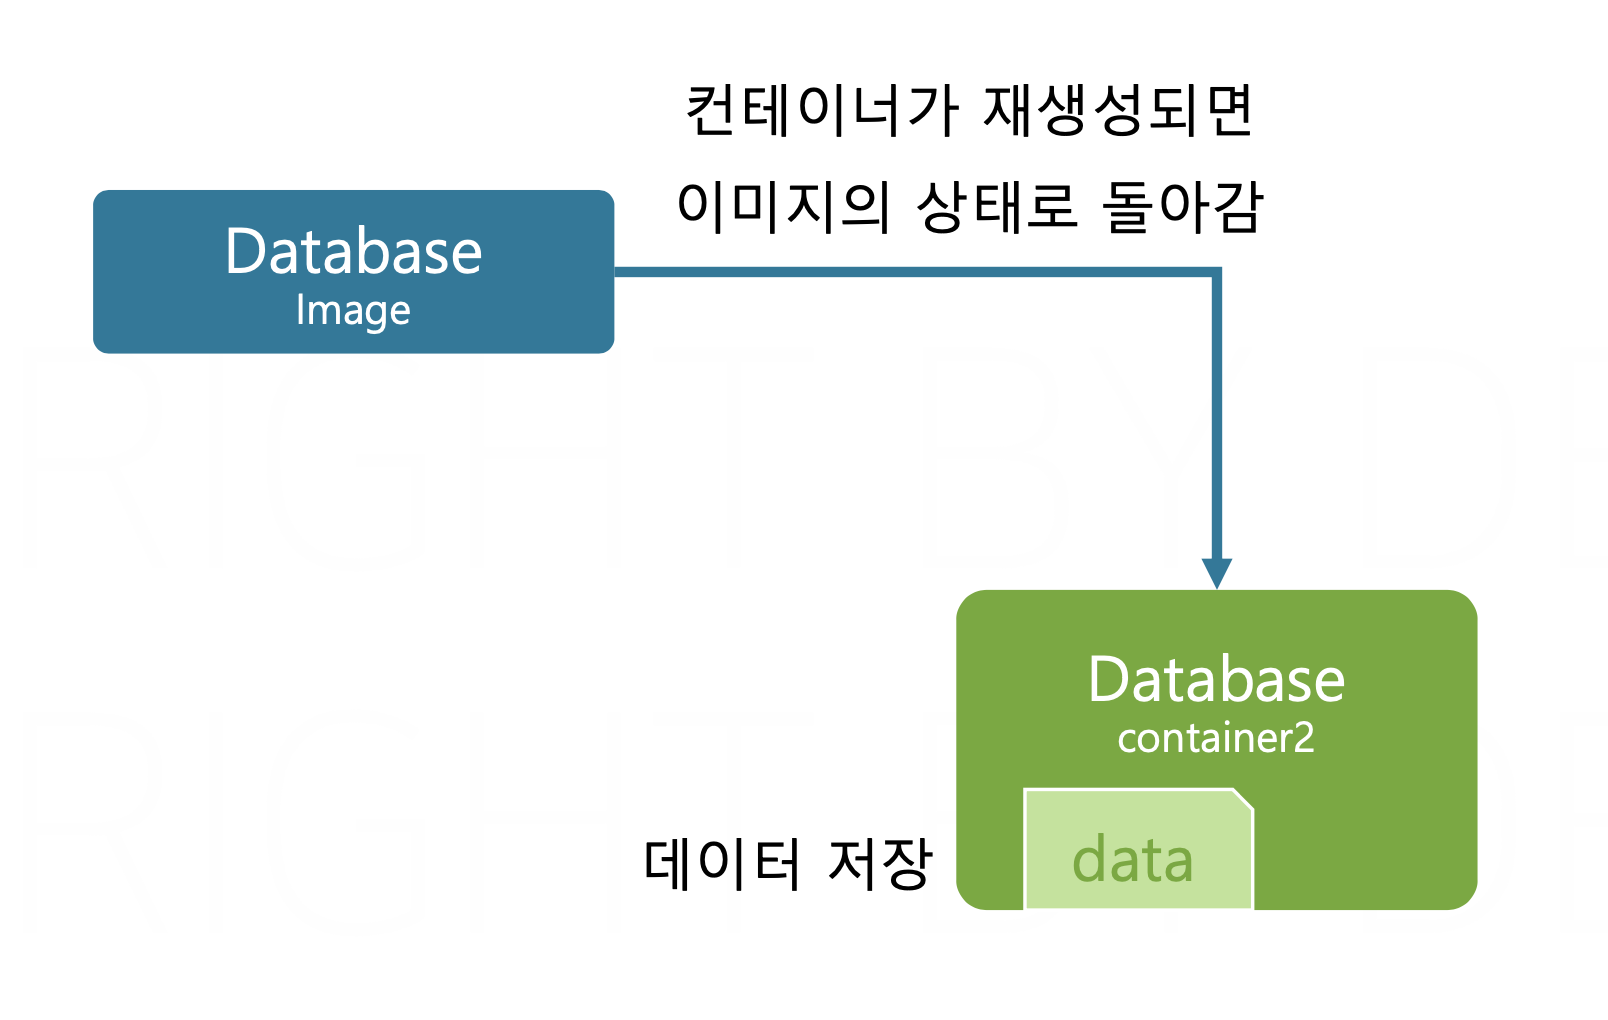 컨테이너가 재생성되면
이미지의 상태로 돌아감
Database
Image
Database
container2
데이터 저장
data
RIGHT BY DE
RIGHT BY DE